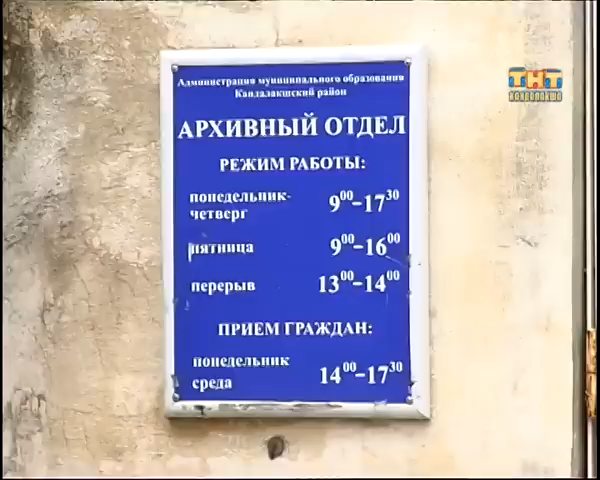 Администрация муниципального образования
Кандалакшский район
АРХИВНЫЙ ОТДЕЛ
РЕЖИМ РАБОТЫ:
понедельник-
четверг 9⁰⁰-17³⁰
пятница 9⁰⁰-16⁰⁰
перерыв 13⁰⁰-14⁰⁰
ПРИЕМ ГРАЖДАН:
понедельник
среда 14⁰⁰-17³⁰
ТНТ
КАНДАЛАКША